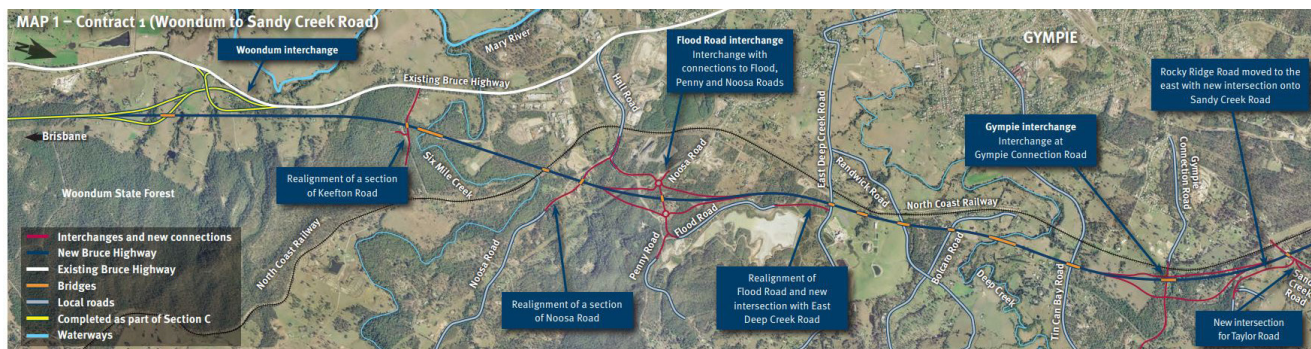 MAP 1 – Contract 1 (Woondum to Sandy Creek Road)
Woondum interchange
Mary River
Existing Bruce Highway
Hall Road
Flood Road interchange
Interchange with
connections to Flood,
Penny and Noosa Roads
GYMPIE
Rocky Ridge Road moved to the
east with new intersection onto
Sandy Creek Road
Brisbane
East Deep Creek Road
Gympie interchange
Interchange at
Gympie Connection Road
Gympie
Connection Road
Realignment of a section
of Keefton Road
Six Mile Creek
Noosa Road
Randwick Road
North Coast Railway
Woondum State Forest
Interchanges and new connections
New Bruce Highway
Existing Bruce Highway
Bridges
Local roads
Completed as part of Section C
Waterways
North Coast Railway
Noosa Road
Realignment of a section
of Noosa Road
Penny Road
Flood Road
Realignment of
Flood Road and new
intersection with East
Deep Creek Road
Bolcaro Road
Deep Creek
Tin Can Bay Road
Sandy
Creek
Road
New intersection
for Taylor Road